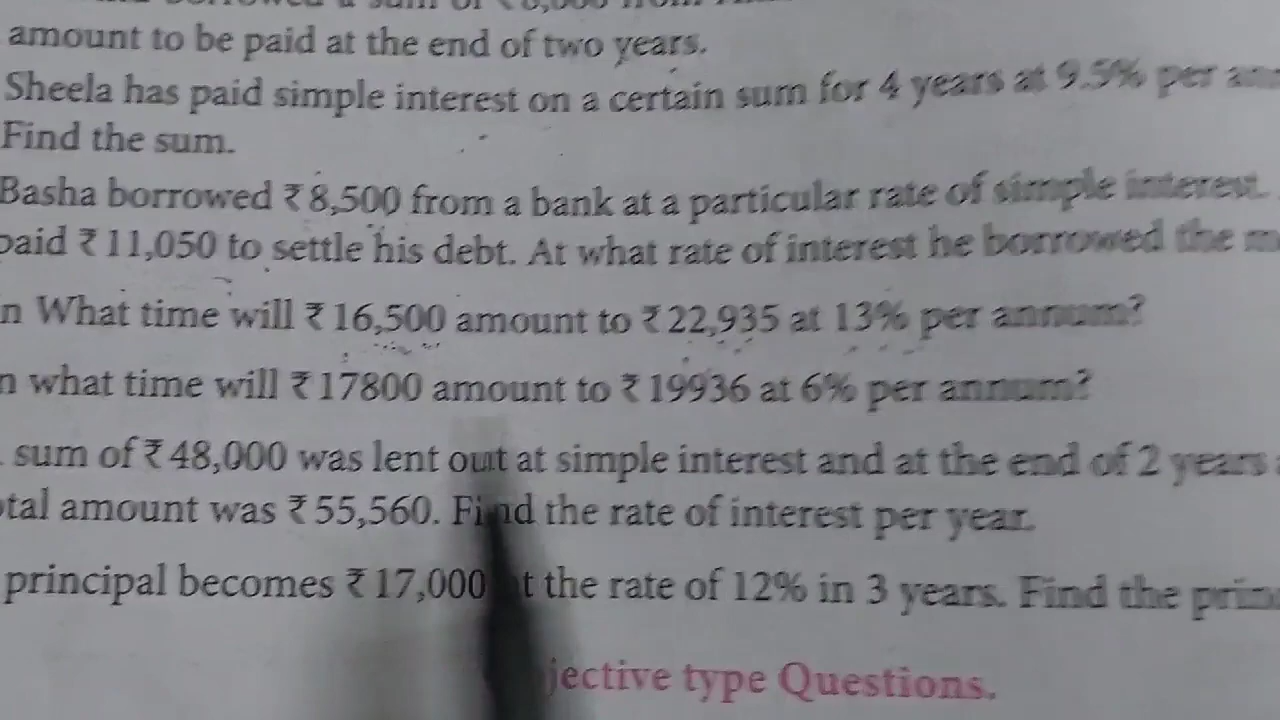 amount to be paid at the end of two years.
Sheela has paid simple interest on a certain sum for 4 years at 9.5% per
Find the sum.
Basha borrowed ₹ 8,500 from a bank at a particular rate of simple interest.
paid ₹ 11,050 to settle his debt. At what rate of interest he borrowed the
n What time will ₹ 16,500 amount to ₹ 22,935 at 13% per annum?
n what time will ₹ 17800 amount to ₹ 19936 at 6% per annum?
sum of ₹ 48,000 was lent out at simple interest and at the end of 2 years
tal amount was ₹ 55,560. Find the rate of interest per year.
principal becomes ₹ 17,000 t the rate of 12% in 3 years. Find the
jective type Questions.